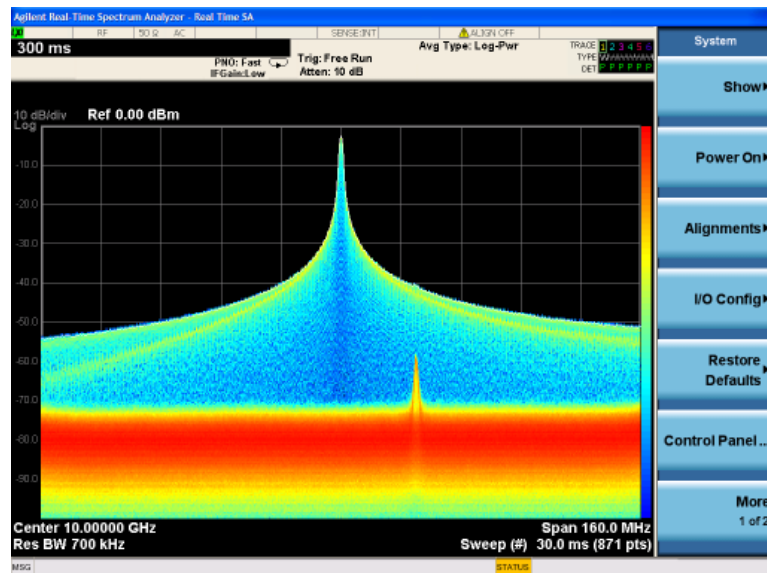 Agilent Real-Time Spectrum Analyzer - Real Time SA
RF 50 Ω AC SENSE:INT ALIGN OFF
300 ms
Avg Type: Log-Pwr
PNO: Fast
IFGain:Low
Trig: Free Run
Atten: 10 dB
TRACE 1 2 3 4 5 6
TYPE
DET P P P P P P
10 dB/div Ref 0.00 dBm
Log
-10.0
-20.0
-30.0
-40.0
-50.0
-60.0
-70.0
-80.0
-90.0
Center 10.00000 GHz
Span 160.0 MHz
Res BW 700 kHz
Sweep (#) 30.0 ms (871 pts)
MSG
STATUS
System
Show
Power On
Alignments
I/O Config
Restore
Defaults
Control Panel...
More
1 of 2